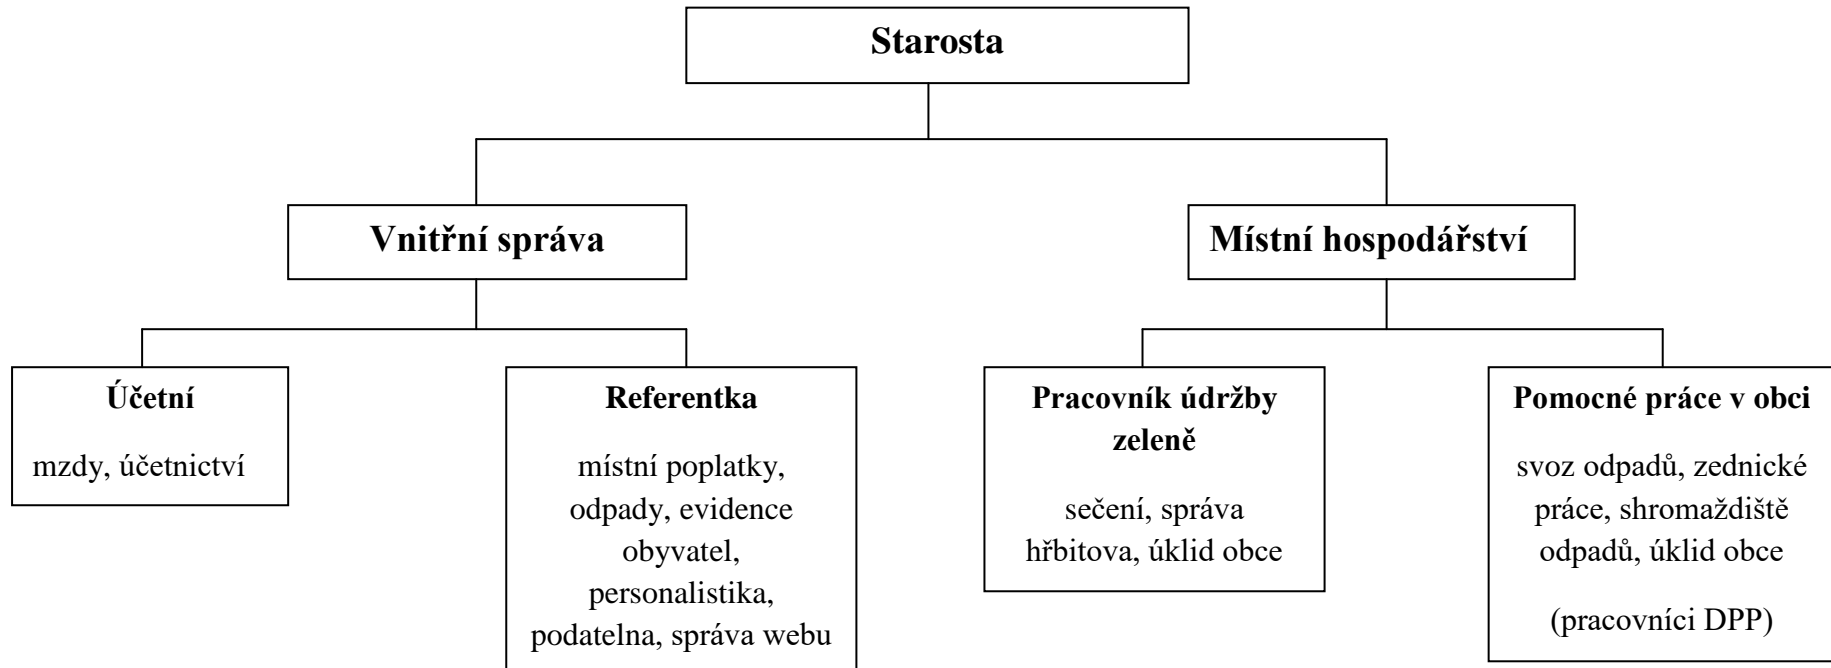 Starosta
Vnitřní správa
Místní hospodářství
Účetní
mzdy, účetnictví
Referentka
místní poplatky,
odpady, evidence
obyvatel,
personalistika,
podatelna, správa webu
Pracovník údržby
zeleně
sečení, správa
hřbitova, úklid obce
Pomocné práce v obci
svoz odpadů, zednické
práce, shromaždiště
odpadů, úklid obce
(pracovníci DPP)